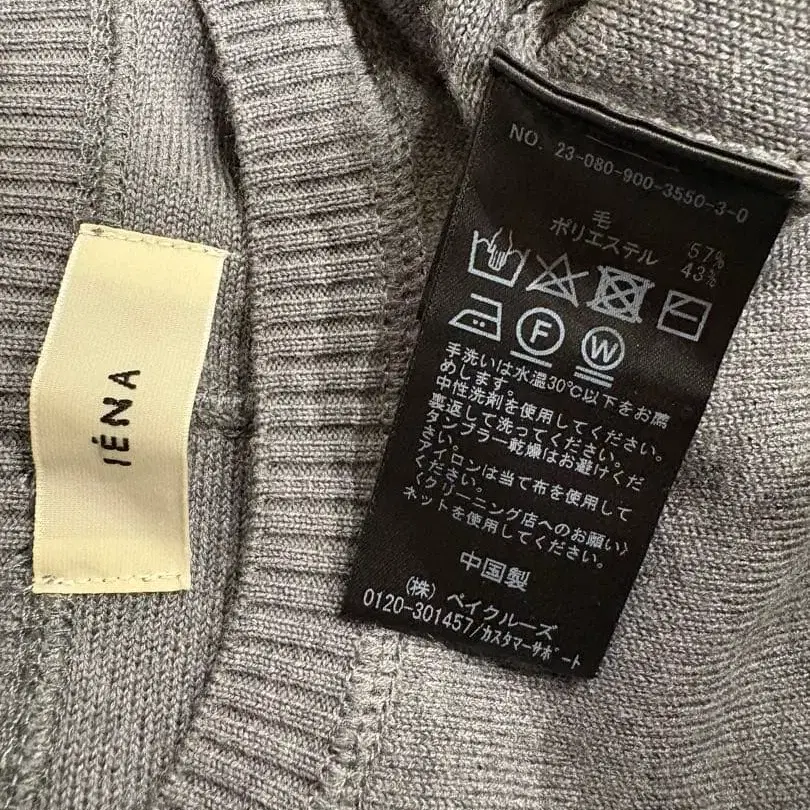 IÉNA
NO. 23-080-900-3550-3-0
毛 57%
ポリエステル 43%
F W
手洗いは水温30℃以下をお薦
めします。
中性洗剤を使用してください。
裏返して洗ってください。
タンブラー乾燥はお避けくだ
さい。
アイロンは当て布を使用して
ください。
〈クリーニング店へのお願い〉
ネットを使用してください。
中国製
(株) ベイクルーズ
0120-301457/カスタマーサポート